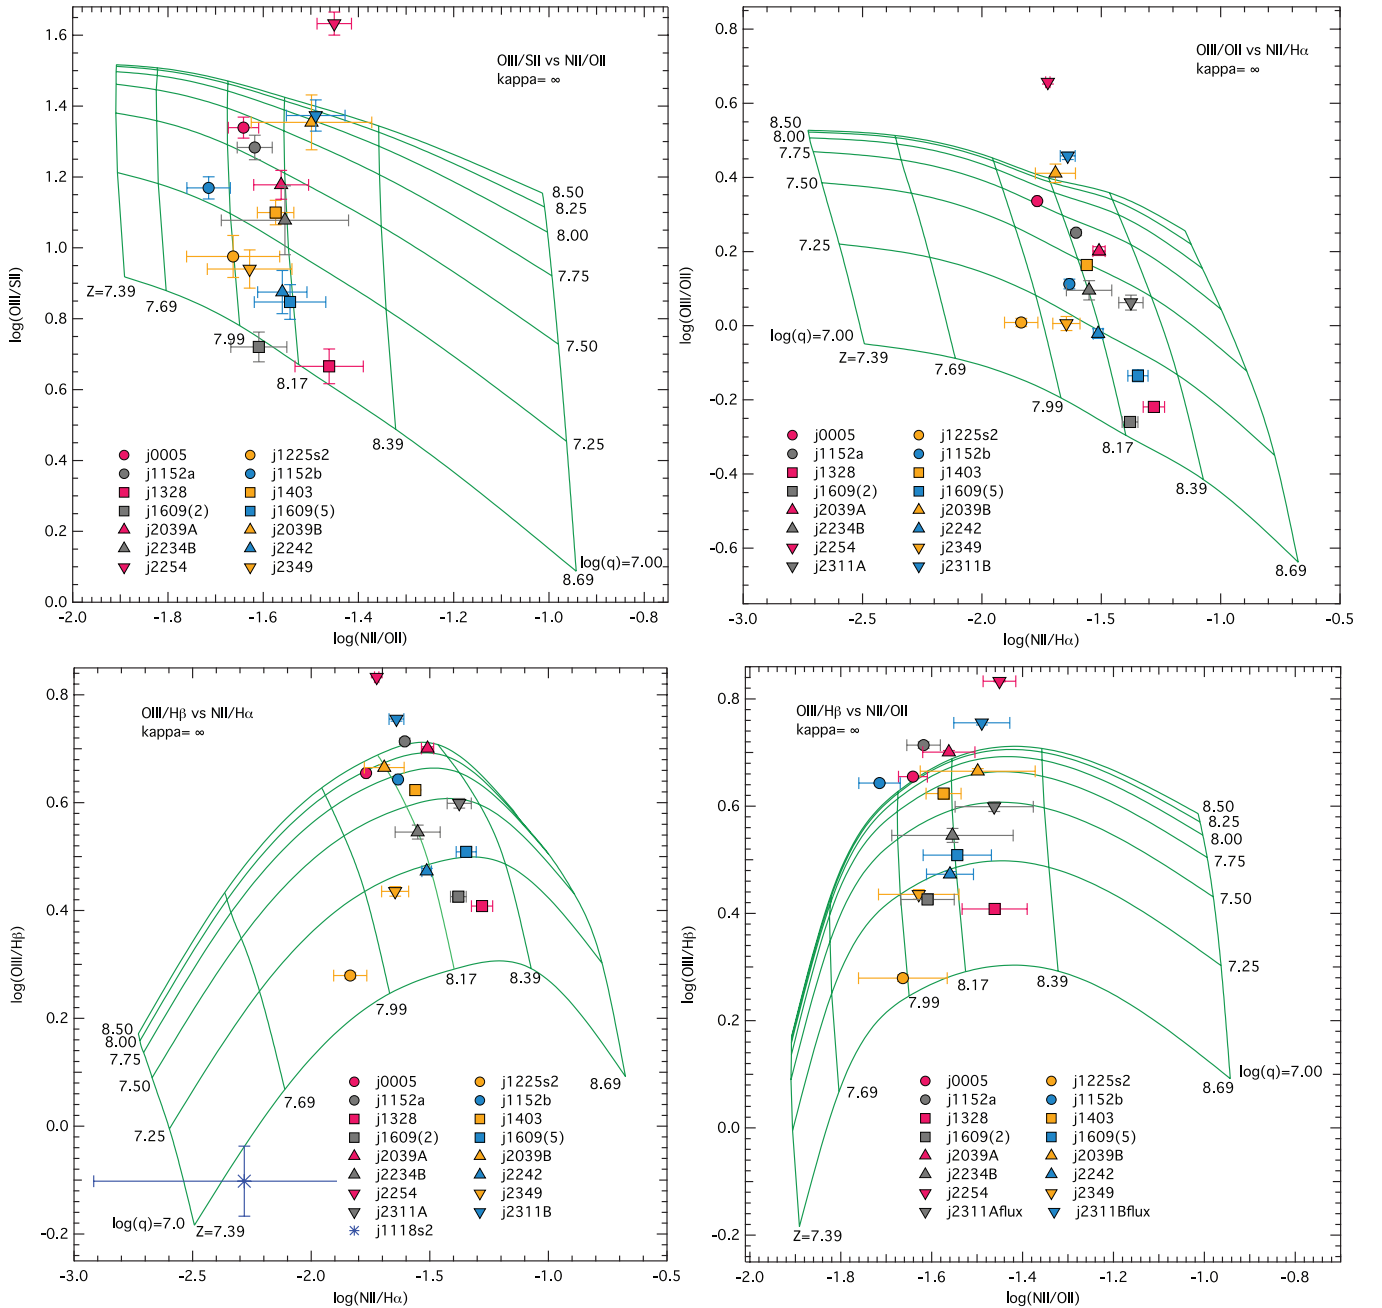 OIII/SII vs NII/OII
kappa= ∞
log(OIII/SII)
1.6
1.4
1.2
1.0
0.8
0.6
0.4
0.2
0.0
8.50
8.25
8.00
7.75
7.50
7.25
log(q)=7.00
Z=7.39
7.69
7.99
8.17
8.39
8.69
j0005
j1225s2
j1152a
j1152b
j1328
j1403
j1609(2)
j1609(5)
j2039A
j2039B
j2234B
j2242
j2254
j2349
-2.0
-1.8
-1.6
-1.4
-1.2
-1.0
-0.8
log(NII/OII)
OIII/OII vs NII/Hα
kappa= ∞
log(OIII/OII)
0.8
0.6
0.4
0.2
0.0
-0.2
-0.4
-0.6
8.50
8.00
7.75
7.50
7.25
log(q)=7.00
Z=7.39
7.69
7.99
8.17
8.39
8.69
j0005
j1225s2
j1152a
j1152b
j1328
j1403
j1609(2)
j1609(5)
j2039A
j2039B
j2234B
j2242
j2254
j2349
j2311A
j2311B
-3.0
-2.5
-2.0
-1.5
-1.0
-0.5
log(NII/Hα)
OIII/Hβ vs NII/Hα
kappa= ∞
log(OIII/Hβ)
0.8
0.6
0.4
0.2
0.0
-0.2
8.50
8.00
7.75
7.50
7.25
log(q)=7.0
Z=7.39
7.69
7.99
8.17
8.39
8.69
j0005
j1225s2
j1152a
j1152b
j1328
j1403
j1609(2)
j1609(5)
j2039A
j2039B
j2234B
j2242
j2254
j2349
j2311A
j2311B
j1118s2
-3.0
-2.5
-2.0
-1.5
-1.0
-0.5
log(NII/Hα)
OIII/Hβ vs NII/OII
kappa= ∞
log(OIII/Hβ)
0.8
0.6
0.4
0.2
0.0
-0.2
8.50
8.25
8.00
7.75
7.50
7.25
log(q)=7.00
Z=7.39
7.69
7.99
8.17
8.39
8.69
j0005
j1225s2
j1152a
j1152b
j1328
j1403
j1609(2)
j1609(5)
j2039A
j2039B
j2234B
j2242
j2254
j2349
j2311Aflux
j2311Bflux
-2.0
-1.8
-1.6
-1.4
-1.2
-1.0
-0.8
log(NII/OII)